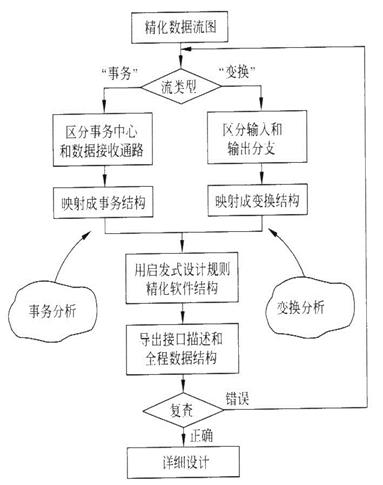 精化数据流图
“事务”
“变换”
流类型
区分事务中心
和数据接收通路
区分输入和
输出分支
映射成事务结构
映射成变换结构
用启发式设计规则
精化软件结构
事务分析
变换分析
导出接口描述和
全程数据结构
复查
错误
正确
详细设计